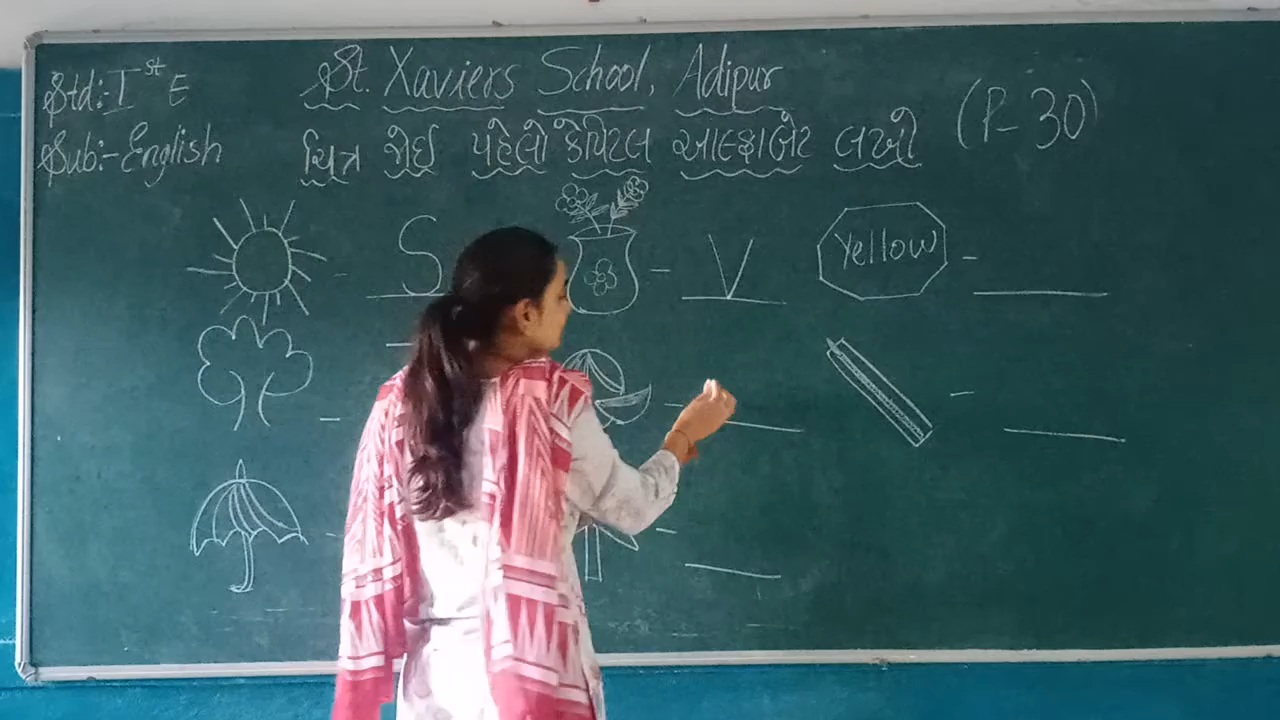 Std:- Ist E
St. Xaviers School, Adipur
Sub:- English
ચિત્ર જોઈ પહેલો કેપિટલ આલ્ફાબેટ લખો
(P- 30)
S
V
Yellow